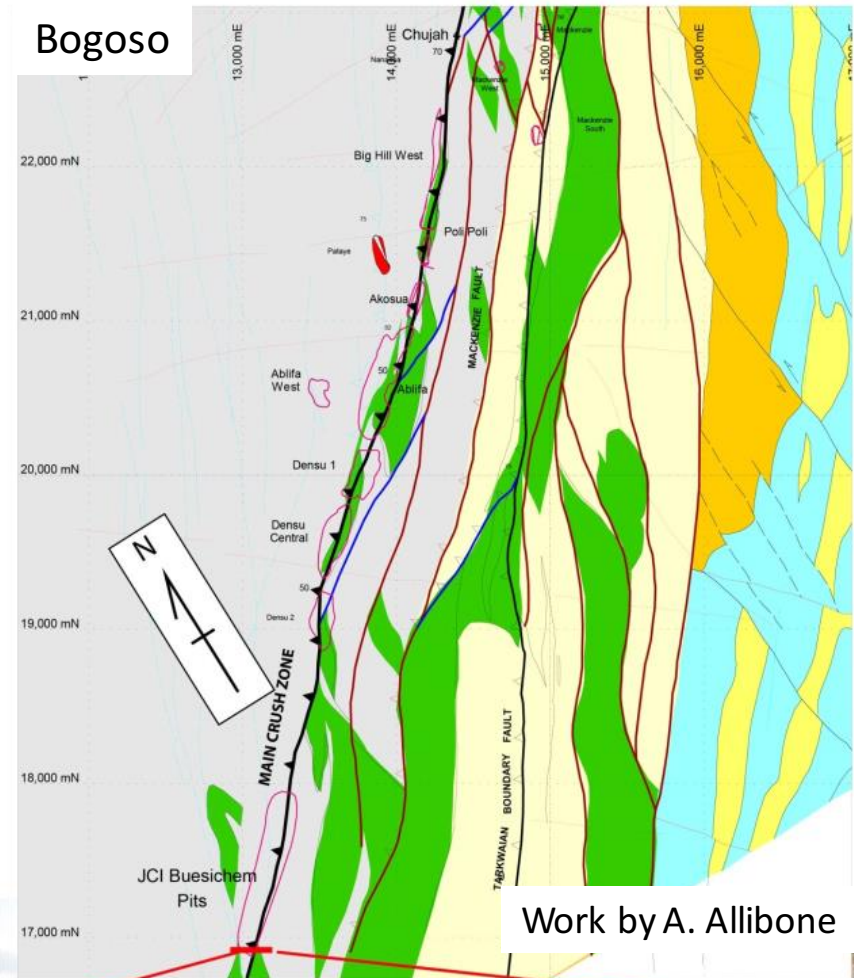 Bogoso
13,000 mE
14,000 mE
15,000 mE
16,000 mE
Chujah
70
Mackenzie
Mackenzie
West
Mackenzie
South
22,000 mN
Big Hill West
Poli Poli
75
Pataye
Akosua
21,000 mN
MACKENZIE FAULT
50
Ablifa
West
Ablifa
20,000 mN
Densu 1
Densu
Central
50
Densu 2
19,000 mN
N
MAIN CRUSH ZONE
18,000 mN
TARKWAIAN BOUNDARY FAULT
JCI Buesichem
Pits
17,000 mN
Work by A. Allibone